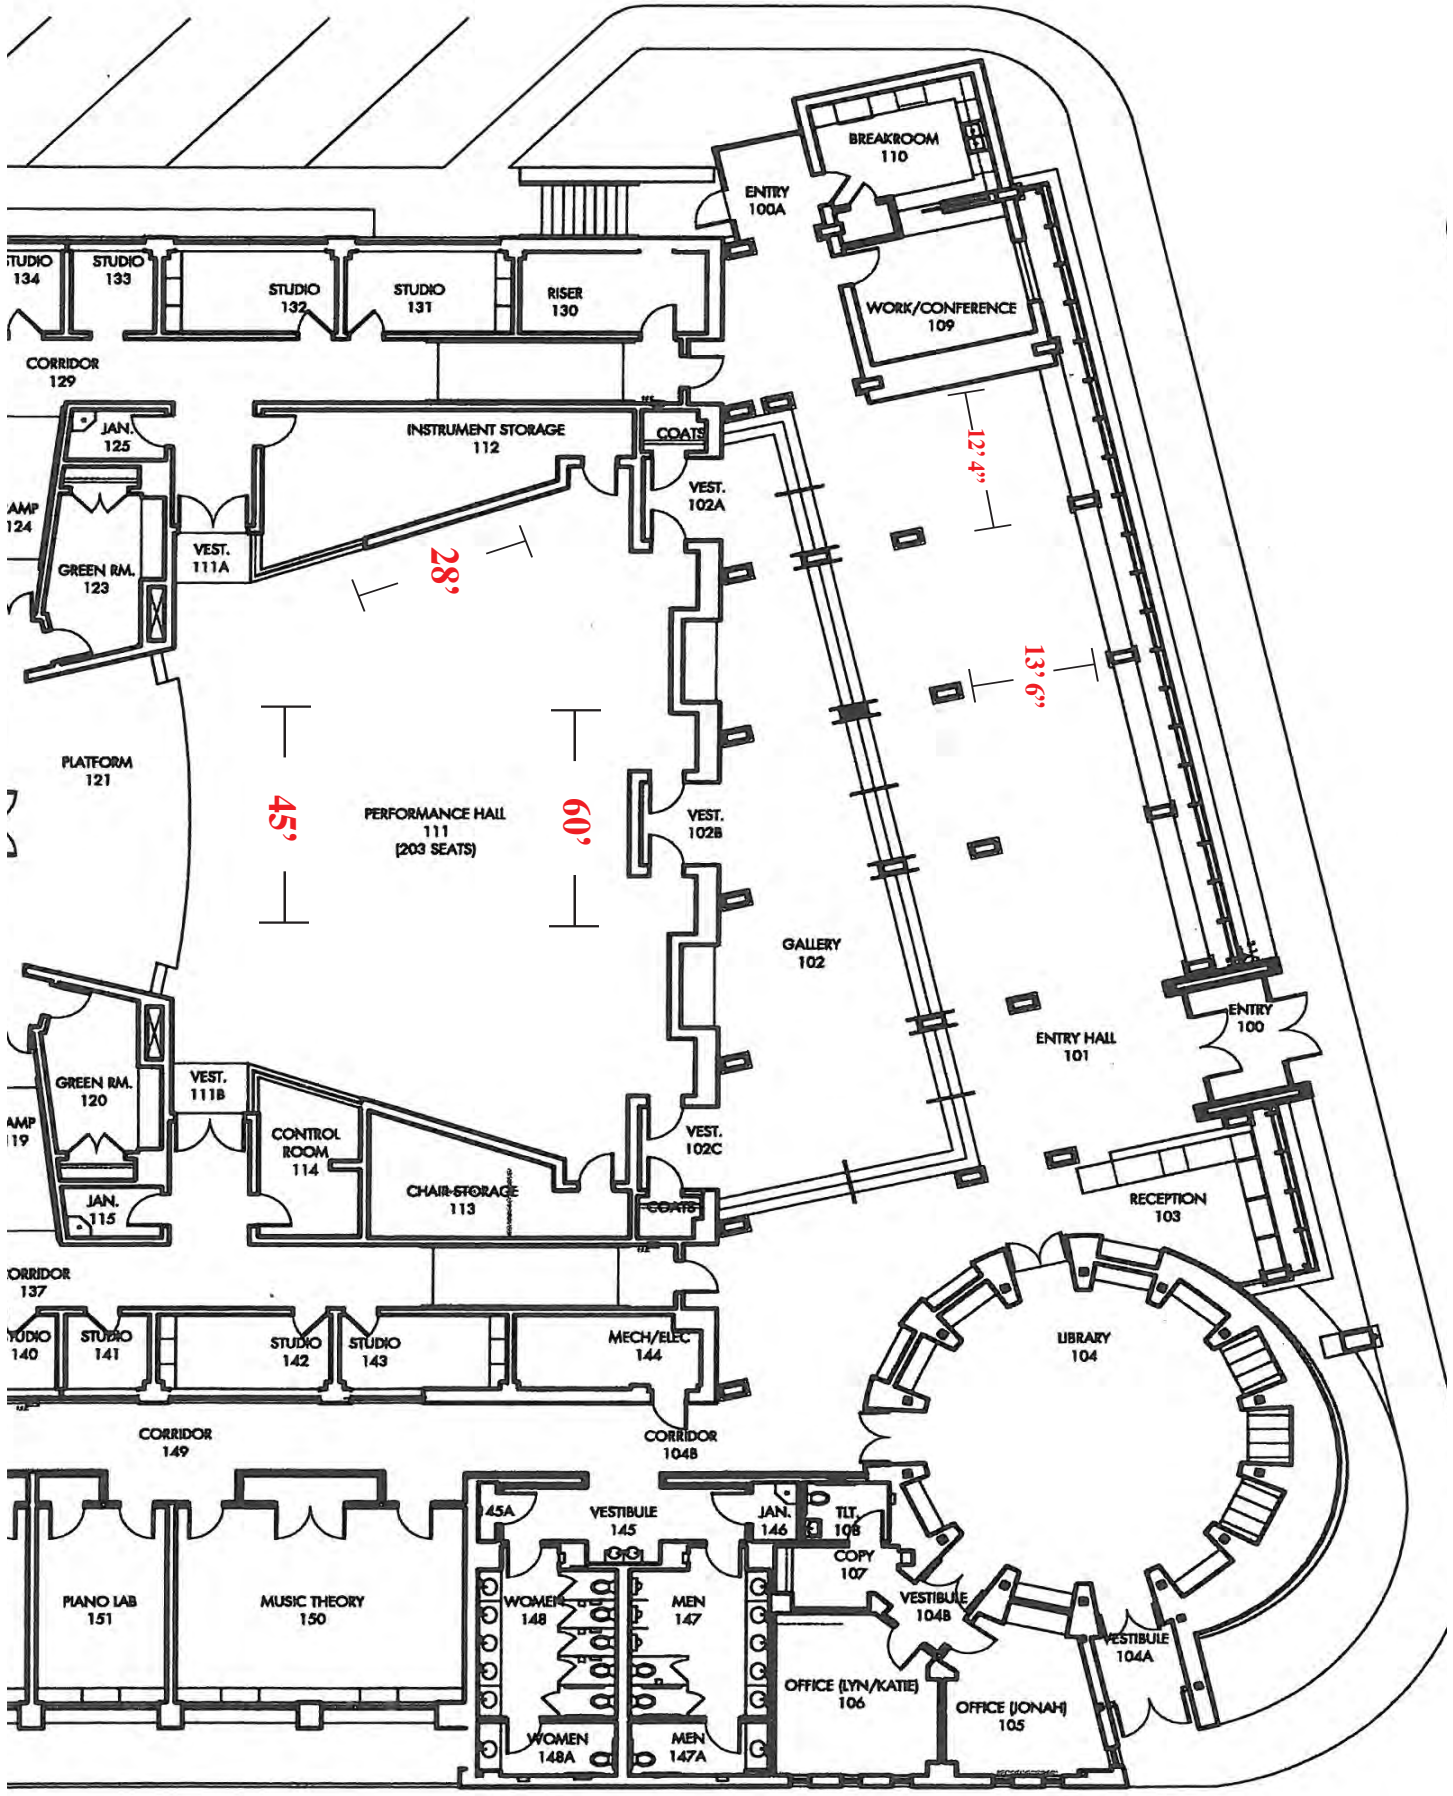 BREAKROOM
110
ENTRY
100A
STUDIO
134
STUDIO
133
STUDIO
132
STUDIO
131
RISER
130
WORK/CONFERENCE
109
CORRIDOR
129
JAN.
125
INSTRUMENT STORAGE
112
COATS
12' 4"
VEST.
102A
AMP
124
VEST.
111A
GREEN RM.
123
28'
13' 6"
PLATFORM
121
45'
PERFORMANCE HALL
111
(203 SEATS)
60'
VEST.
102B
GALLERY
102
ENTRY
100
ENTRY HALL
101
GREEN RM.
120
VEST.
111B
AMP
119
CONTROL
ROOM
114
VEST.
102C
JAN.
115
CHAIR STORAGE
113
COATS
RECEPTION
103
CORRIDOR
137
STUDIO
140
STUDIO
141
STUDIO
142
STUDIO
143
MECH/ELEC
144
LIBRARY
104
CORRIDOR
149
CORRIDOR
104B
145A
VESTIBULE
145
JAN.
146
TLT.
108
COPY
107
PIANO LAB
151
MUSIC THEORY
150
WOMEN
148
MEN
147
VESTIBULE
104B
VESTIBULE
104A
OFFICE (LYN/KATIE)
106
OFFICE (JONAH)
105
WOMEN
148A
MEN
147A